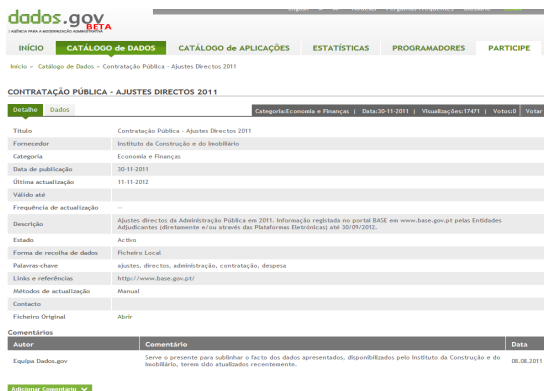 dados.gov
BETA
| AGÊNCIA PARA A MODERNIZAÇÃO ADMINISTRATIVA
INÍCIO CATÁLOGO de DADOS CATÁLOGO de APLICAÇÕES ESTATÍSTICAS PROGRAMADORES PARTICIPE
Início » Catálogo de Dados » Contratação Pública - Ajustes Directos 2011
CONTRATAÇÃO PÚBLICA - AJUSTES DIRECTOS 2011
Detalhe Dados Categoria:Economia e Finanças | Data:30-11-2011 | Visualizações:17471 | Votos:0 | Votar
Título Contratação Pública - Ajustes Directos 2011
Fornecedor Instituto da Construção e do Imobiliário
Categoria Economia e Finanças
Data de publicação 30-11-2011
Última actualização 11-11-2012
Válido até
Frequência de actualização --
Descrição Ajustes directos da Administração Pública em 2011. Informação registada no portal BASE em www.base.gov.pt pelas Entidades
Adjudicantes (diretamente e/ou através das Plataformas Eletrónicas) até 30/09/2012.
Estado Activo
Forma de recolha de dados Ficheiro Local
Palavras-chave ajustes, directos, administração, contratação, despesa
Links e referências http://www.base.gov.pt/
Métodos de actualização Manual
Contacto
Ficheiro Original Abrir
Comentários
Autor Comentário Data
Equipa Dados.gov Serve o presente para sublinhar o facto dos dados apresentados, disponibilizados pelo Instituto da Construção e do
Imobiliário, terem sido atualizados recentemente. 08.08.2011
Adicionar Comentário